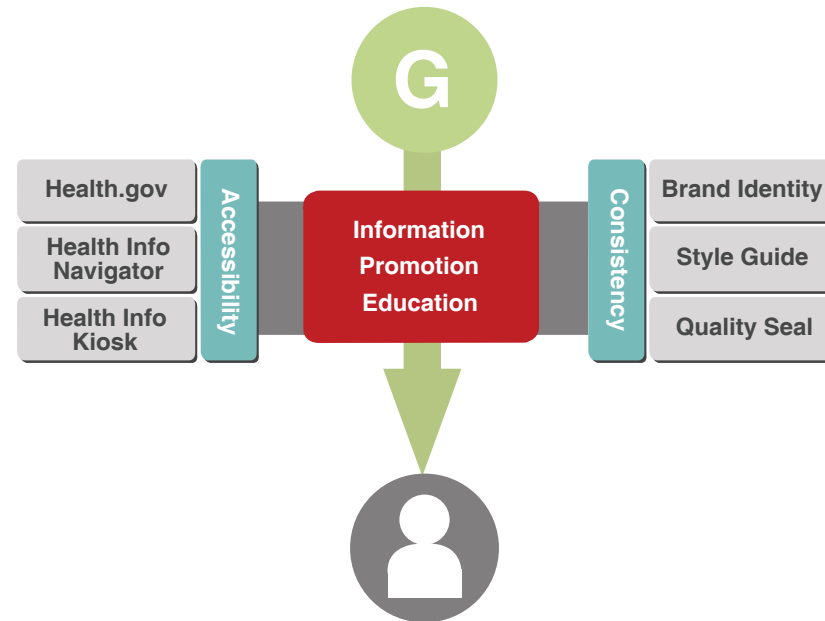 G
Health.gov
Health Info
Navigator
Health Info
Kiosk
Accessibility
Information
Promotion
Education
Consistency
Brand Identity
Style Guide
Quality Seal